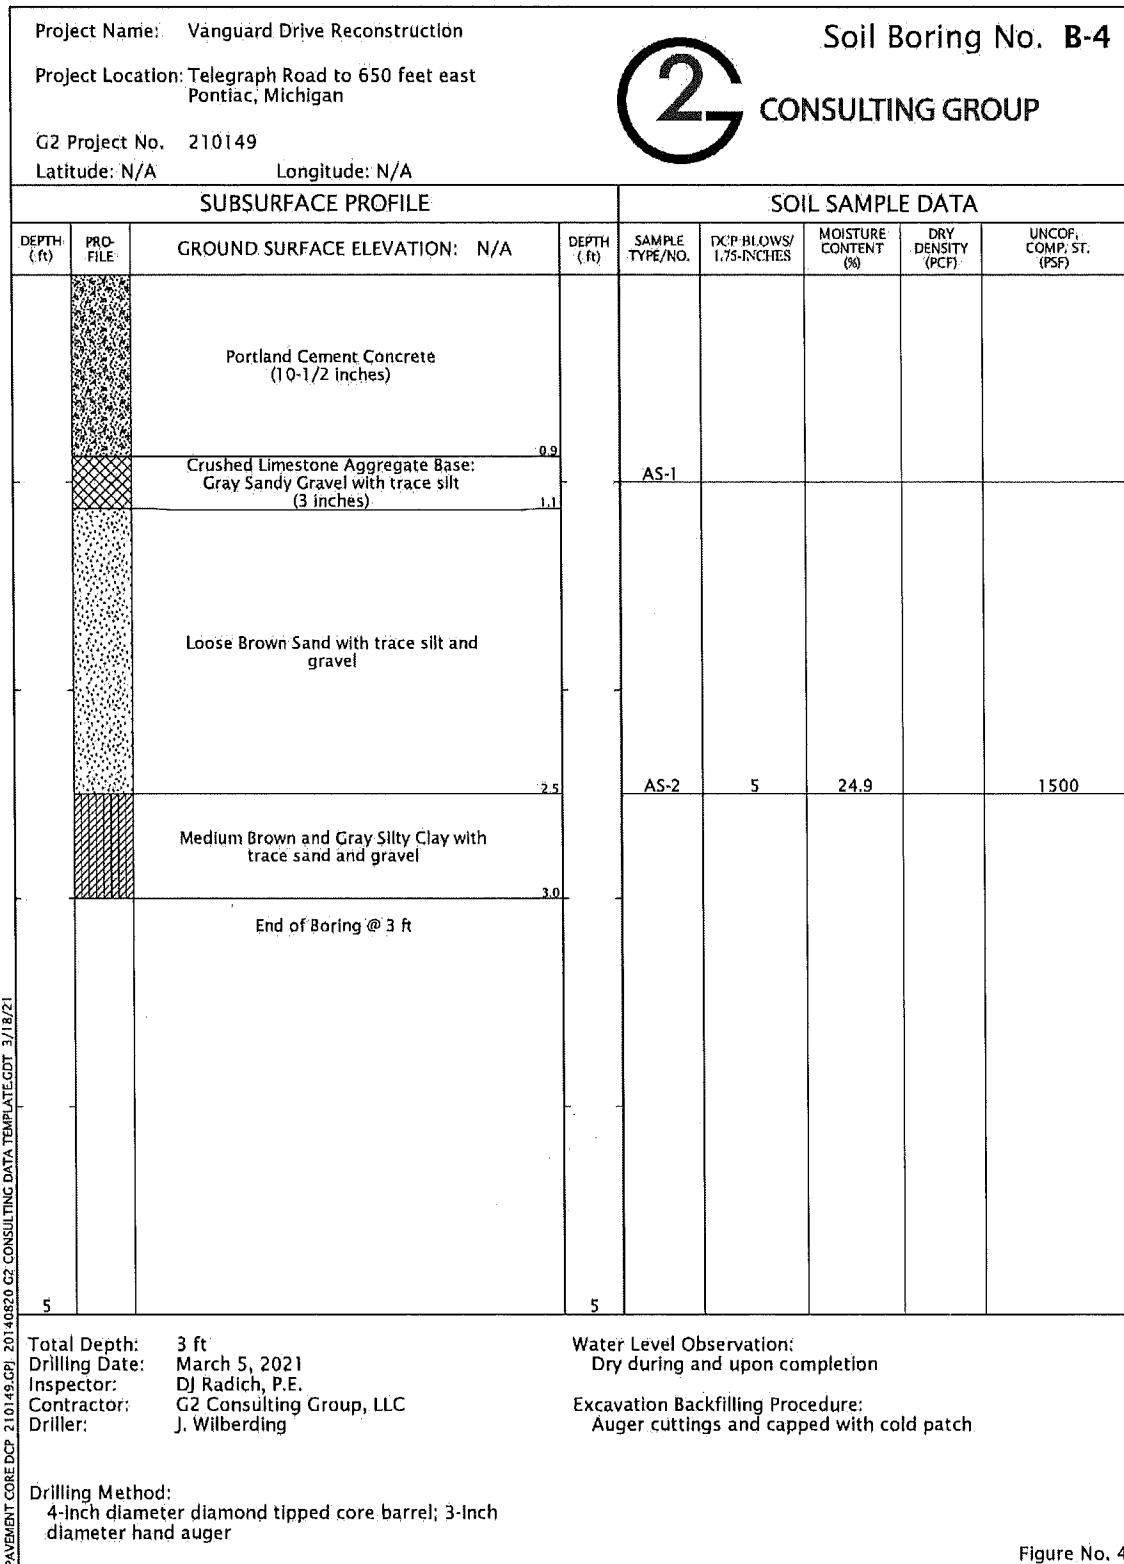 Project Name: Vanguard Drive Reconstruction
Project Location: Telegraph Road to 650 feet east
Pontiac, Michigan
G2 Project No. 210149
Latitude: N/A Longitude: N/A
Soil Boring No. B-4
G2 CONSULTING GROUP
SUBSURFACE PROFILE
SOIL SAMPLE DATA
DEPTH
( ft)
PRO-
FILE
GROUND SURFACE ELEVATION: N/A
DEPTH
( ft)
SAMPLE
TYPE/NO.
DCP BLOWS/
1.75-INCHES
MOISTURE
CONTENT
(%)
DRY
DENSITY
(PCF)
UNCOF.
COMP. ST.
(PSF)
Portland Cement Concrete
(10-1/2 inches)
0.9
Crushed Limestone Aggregate Base:
Gray Sandy Gravel with trace silt
(3 inches)
1.1
AS-1
Loose Brown Sand with trace silt and
gravel
2.5
AS-2 5 24.9 1500
Medium Brown and Gray Silty Clay with
trace sand and gravel
3.0
End of Boring @ 3 ft
5 5
Total Depth: 3 ft
Drilling Date: March 5, 2021
Inspector: DJ Radich, P.E.
Contractor: G2 Consulting Group, LLC
Driller: J. Wilberding
Water Level Observation:
Dry during and upon completion
Excavation Backfilling Procedure:
Auger cuttings and capped with cold patch
Drilling Method:
4-inch diameter diamond tipped core barrel; 3-inch
diameter hand auger
Figure No. 4
PAVEMENT CORE DCP 210149.GPJ 20140820 G2 CONSULTING DATA TEMPLATE.GDT 3/18/21